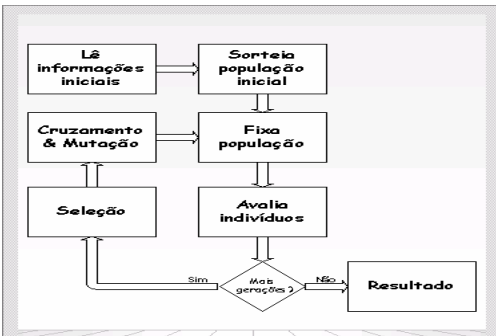 Lê
informações
iniciais
Sorteia
população
inicial
Cruzamento
& Mutação
Fixa
população
Seleção
Avalia
indivíduos
Sim
Mais
gerações?
Não
Resultado